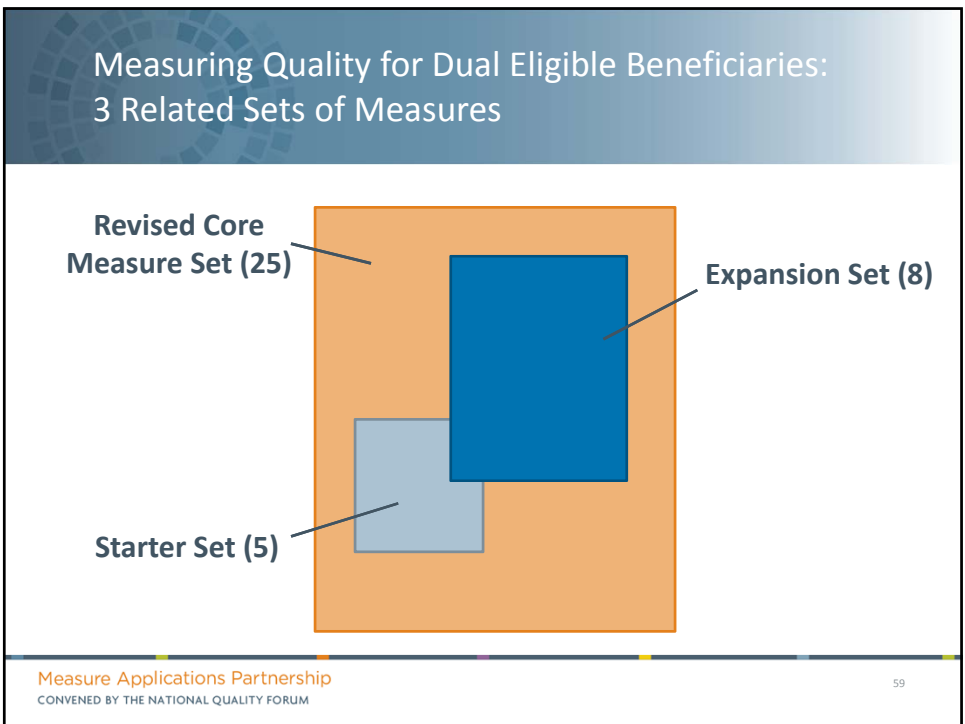 Measuring Quality for Dual Eligible Beneficiaries:
3 Related Sets of Measures
Revised Core
Measure Set (25)
Expansion Set (8)
Starter Set (5)
Measure Applications Partnership
CONVENED BY THE NATIONAL QUALITY FORUM
59